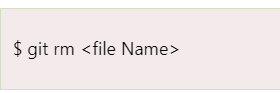 $ git rm <file Name>